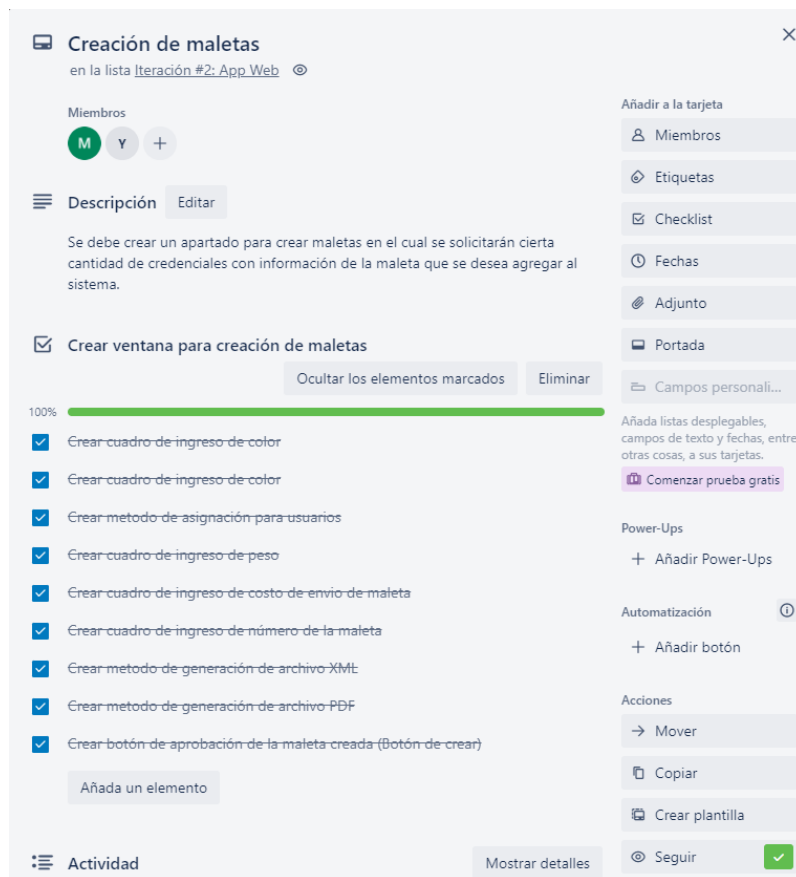 Creación de maletas
en la lista Iteración #2: App Web
Miembros
M Y
Descripción Editar
Se debe crear un apartado para crear maletas en el cual se solicitarán cierta
cantidad de credenciales con información de la maleta que se desea agregar al
sistema.
Crear ventana para creación de maletas
Ocultar los elementos marcados Eliminar
100%
Crear cuadro de ingreso de color
Crear cuadro de ingreso de color
Crear metodo de asignación para usuarios
Crear cuadro de ingreso de peso
Crear cuadro de ingreso de costo de envio de maleta
Crear cuadro de ingreso de número de la maleta
Crear metodo de generación de archivo XML
Crear metodo de generación de archivo PDF
Crear botón de aprobación de la maleta creada (Botón de crear)
Añada un elemento
Actividad Mostrar detalles
Añadir a la tarjeta
Miembros
Etiquetas
Checklist
Fechas
Adjunto
Portada
Campos personali...
Añada listas desplegables,
campos de texto y fechas, entre
otras cosas, a sus tarjetas.
Comenzar prueba gratis
Power-Ups
+ Añadir Power-Ups
Automatización
+ Añadir botón
Acciones
Mover
Copiar
Crear plantilla
Seguir